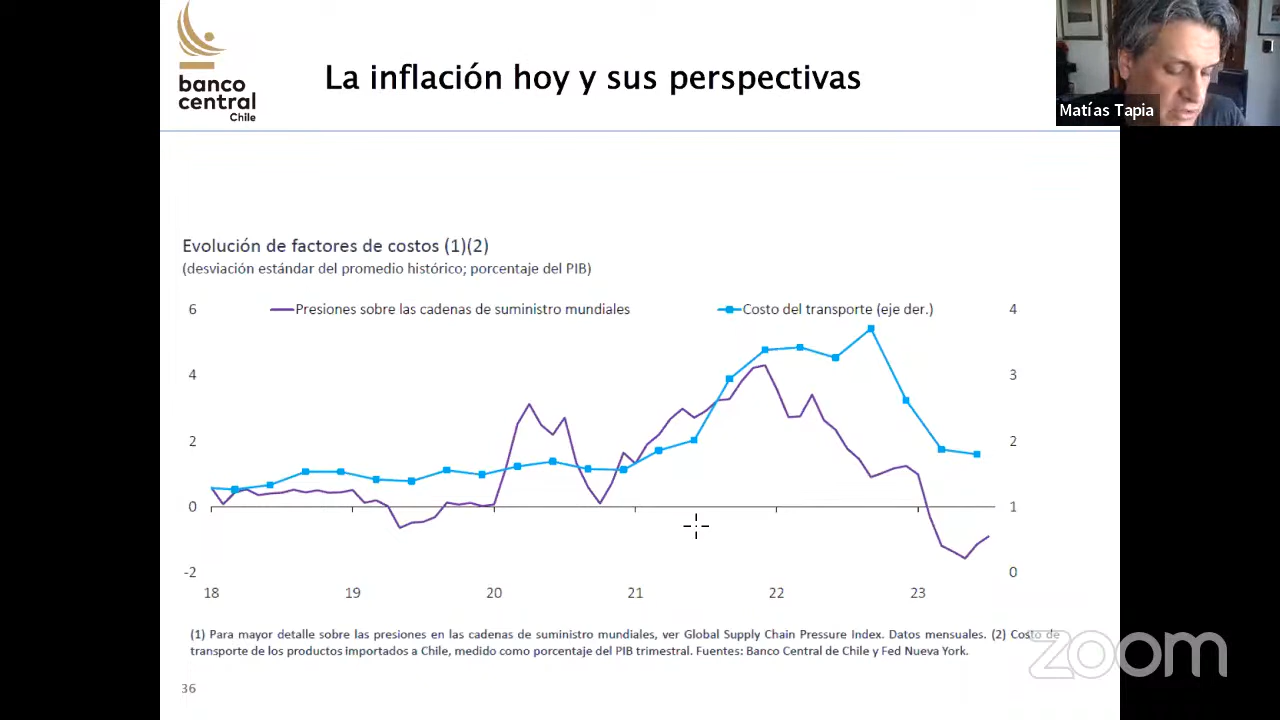 banco
central
Chile
La inflación hoy y sus perspectivas
Matías Tapia
Evolución de factores de costos (1)(2)
(desviación estándar del promedio histórico; porcentaje del PIB)
Presiones sobre las cadenas de suministro mundiales
Costo del transporte (eje der.)
6
4
2
0
-2
4
3
2
1
0
18 19 20 21 22 23
(1) Para mayor detalle sobre las presiones en las cadenas de suministro mundiales, ver Global Supply Chain Pressure Index. Datos mensuales. (2) Costo de
transporte de los productos importados a Chile, medido como porcentaje del PIB trimestral. Fuentes: Banco Central de Chile y Fed Nueva York.
zoom
36